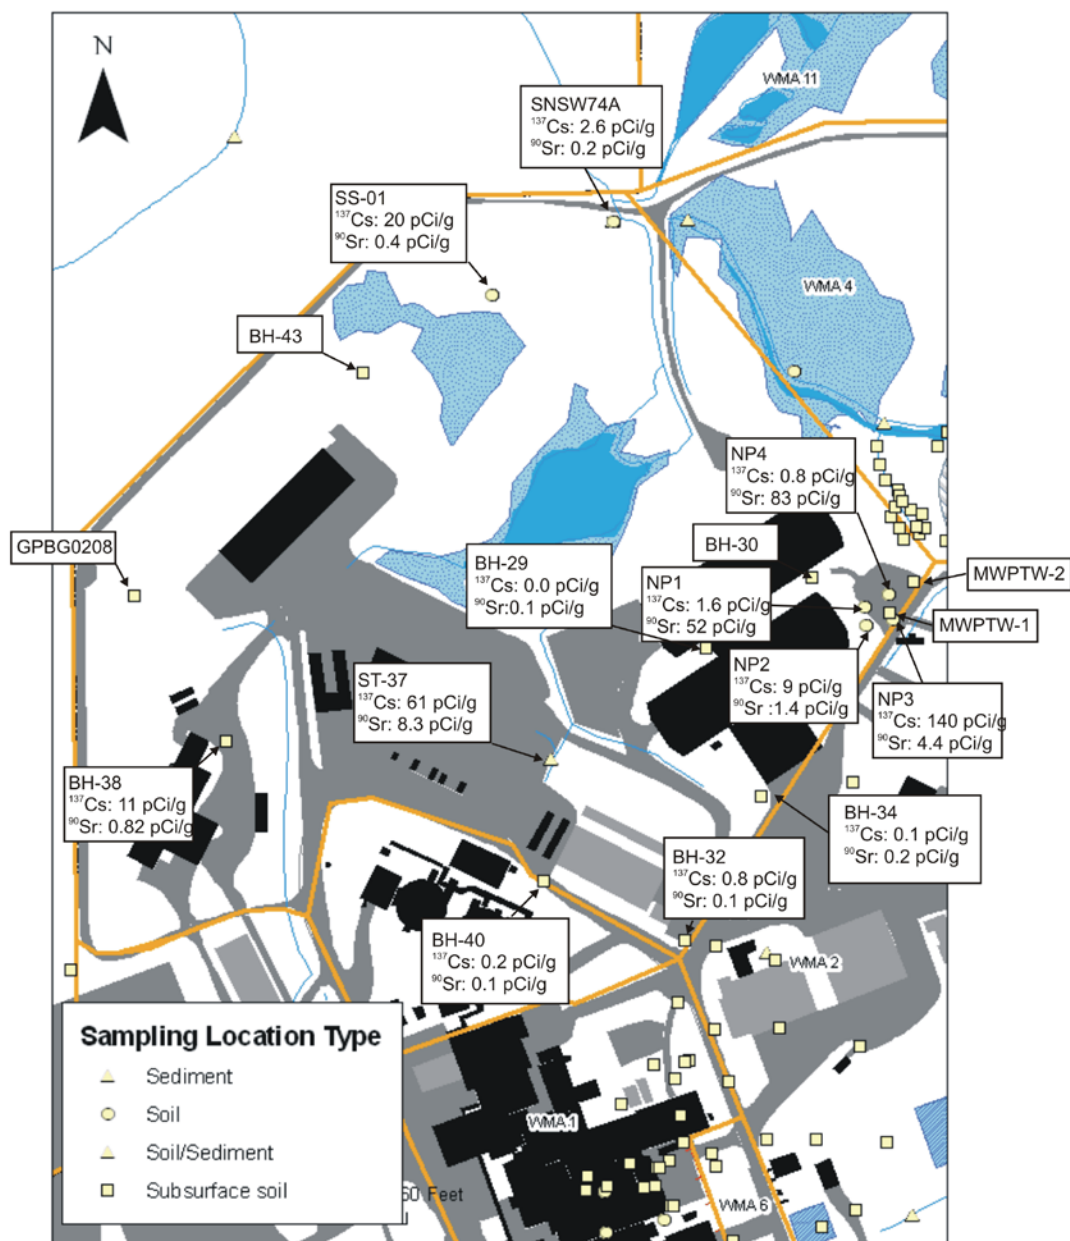 N
WMA 11
SNSW74A
¹³⁷Cs: 2.6 pCi/g
⁹⁰Sr: 0.2 pCi/g
SS-01
¹³⁷Cs: 20 pCi/g
⁹⁰Sr: 0.4 pCi/g
WMA 4
BH-43
NP4
¹³⁷Cs: 0.8 pCi/g
⁹⁰Sr: 83 pCi/g
GPBG0208
BH-30
BH-29
¹³⁷Cs: 0.0 pCi/g
⁹⁰Sr:0.1 pCi/g
MWPTW-2
NP1
¹³⁷Cs: 1.6 pCi/g
⁹⁰Sr: 52 pCi/g
MWPTW-1
NP2
¹³⁷Cs: 9 pCi/g
⁹⁰Sr :1.4 pCi/g
ST-37
¹³⁷Cs: 61 pCi/g
⁹⁰Sr: 8.3 pCi/g
NP3
¹³⁷Cs: 140 pCi/g
⁹⁰Sr: 4.4 pCi/g
BH-38
¹³⁷Cs: 11 pCi/g
⁹⁰Sr: 0.82 pCi/g
BH-34
¹³⁷Cs: 0.1 pCi/g
⁹⁰Sr: 0.2 pCi/g
BH-32
¹³⁷Cs: 0.8 pCi/g
⁹⁰Sr: 0.1 pCi/g
BH-40
¹³⁷Cs: 0.2 pCi/g
⁹⁰Sr: 0.1 pCi/g
WMA 2
Sampling Location Type
Sediment
Soil
Soil/Sediment
Subsurface soil
WMA 1
WMA 6
Feet